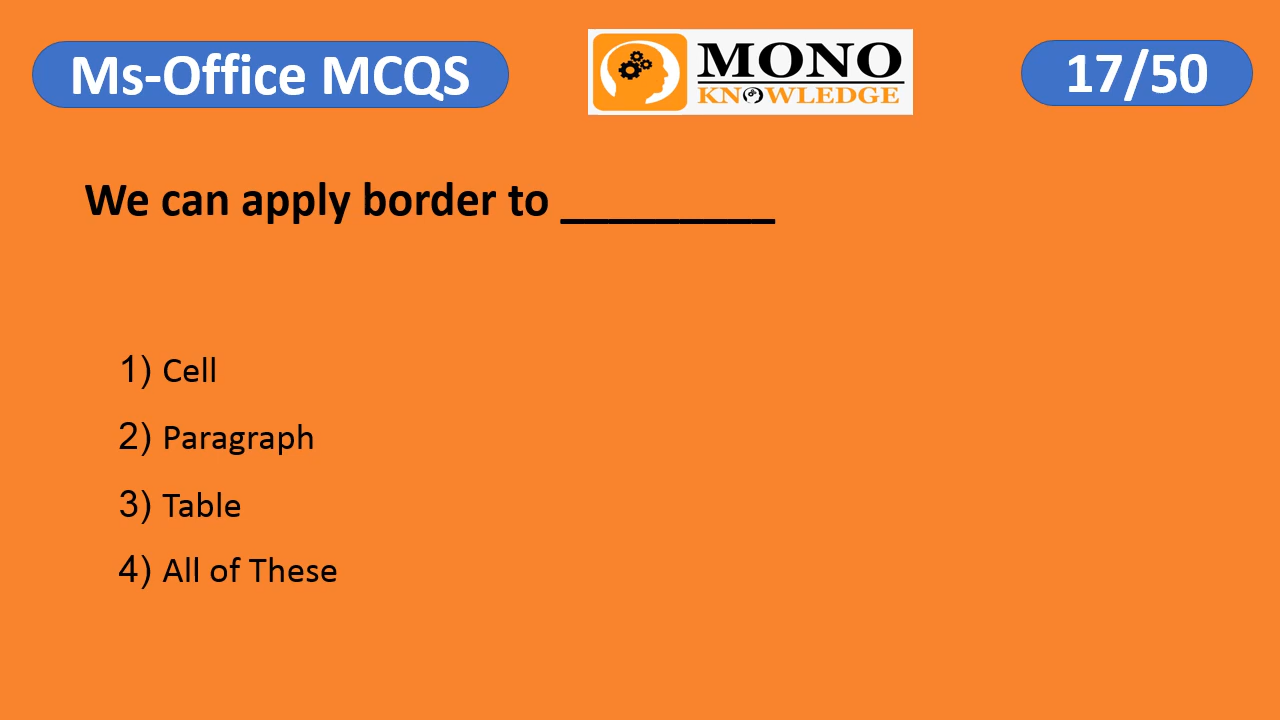 Ms-Office MCQS
MONO
KNOWLEDGE
17/50
We can apply border to _________
1) Cell
2) Paragraph
3) Table
4) All of These